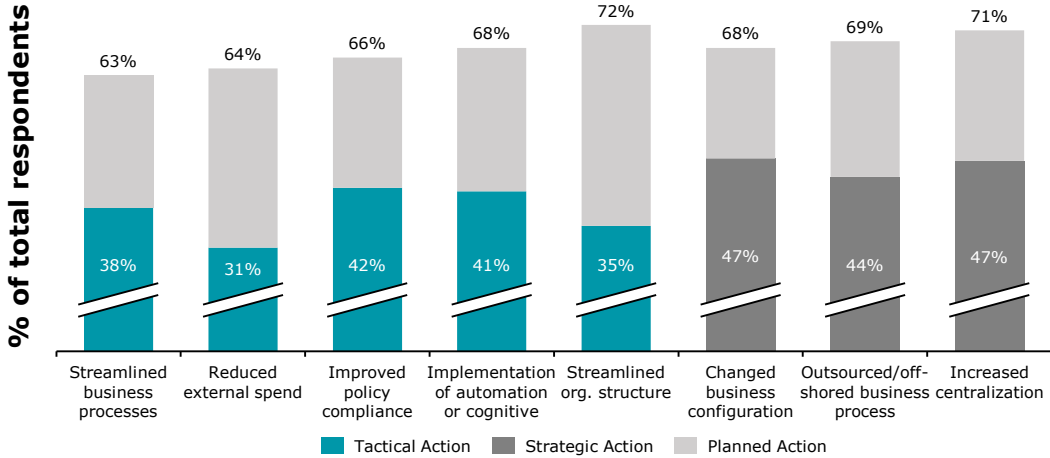 % of total respondents
63%
64%
66%
68%
72%
68%
69%
71%
38%
31%
42%
41%
35%
47%
44%
47%
Streamlined
business
processes
Reduced
external spend
Improved
policy
compliance
Implementation
of automation
or cognitive
Streamlined
org. structure
Changed
business
configuration
Outsourced/off-
shored business
process
Increased
centralization
Tactical Action
Strategic Action
Planned Action